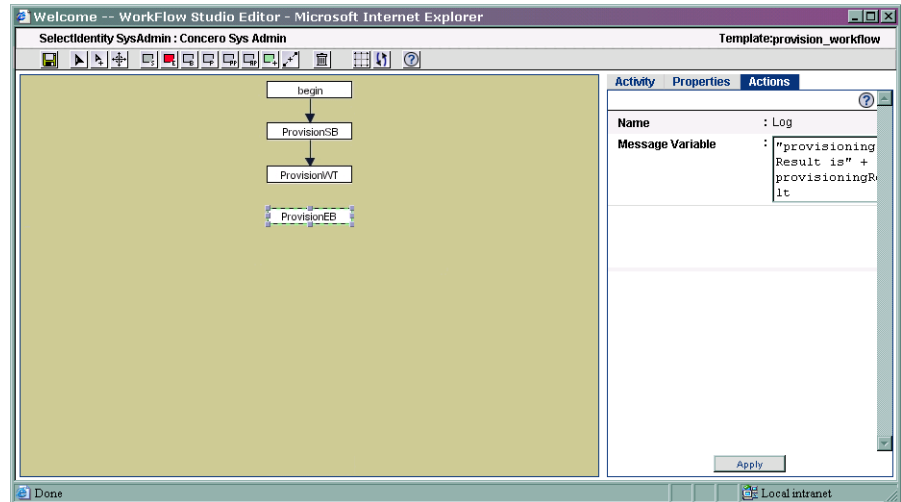 Welcome -- WorkFlow Studio Editor - Microsoft Internet Explorer
SelectIdentity SysAdmin : Concero Sys Admin
Template:provision_workflow
Activity Properties Actions
begin
ProvisionSB
ProvisionWT
ProvisionEB
Name : Log
Message Variable : "provisioning
Result is" +
provisioningRe
lt
Apply
Done
Local intranet